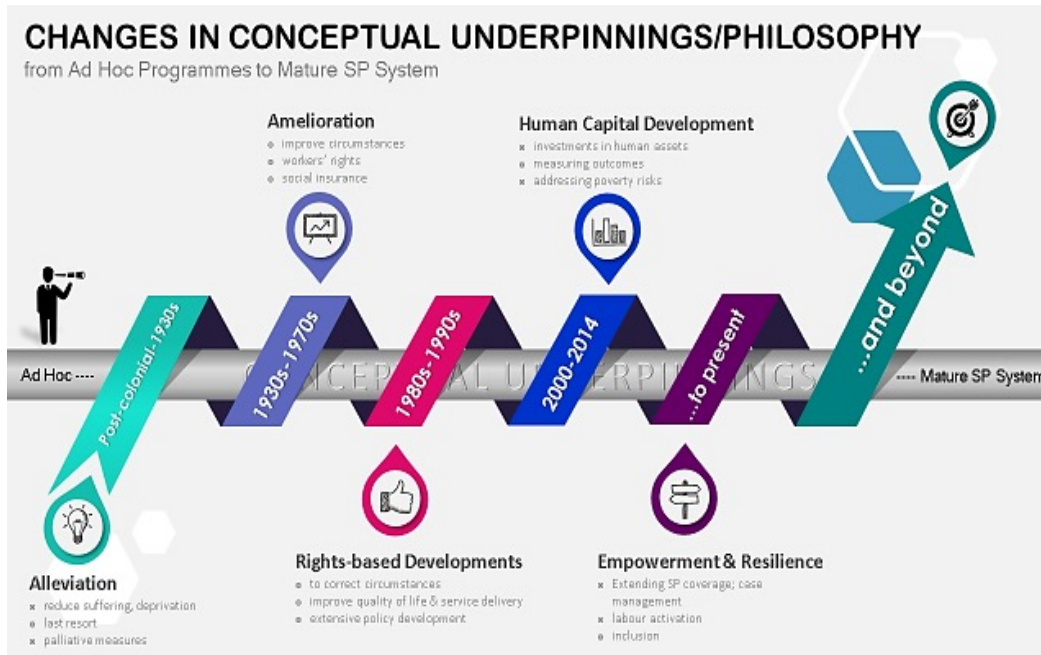 CHANGES IN CONCEPTUAL UNDERPINNINGS/PHILOSOPHY
from Ad Hoc Programmes to Mature SP System
Amelioration
improve circumstances
workers' rights
social insurance
Human Capital Development
investments in human assets
measuring outcomes
addressing poverty risks
Ad Hoc ----
Post-colonial-1930s
1930s-1970s
1980s-1990s
2000-2014
...to present
...and beyond
CONCEPTUAL UNDERPINNINGS
---- Mature SP System
Alleviation
reduce suffering, deprivation
last resort
palliative measures
Rights-based Developments
to correct circumstances
improve quality of life & service delivery
extensive policy development
Empowerment & Resilience
Extending SP coverage; case
management
labour activation
inclusion